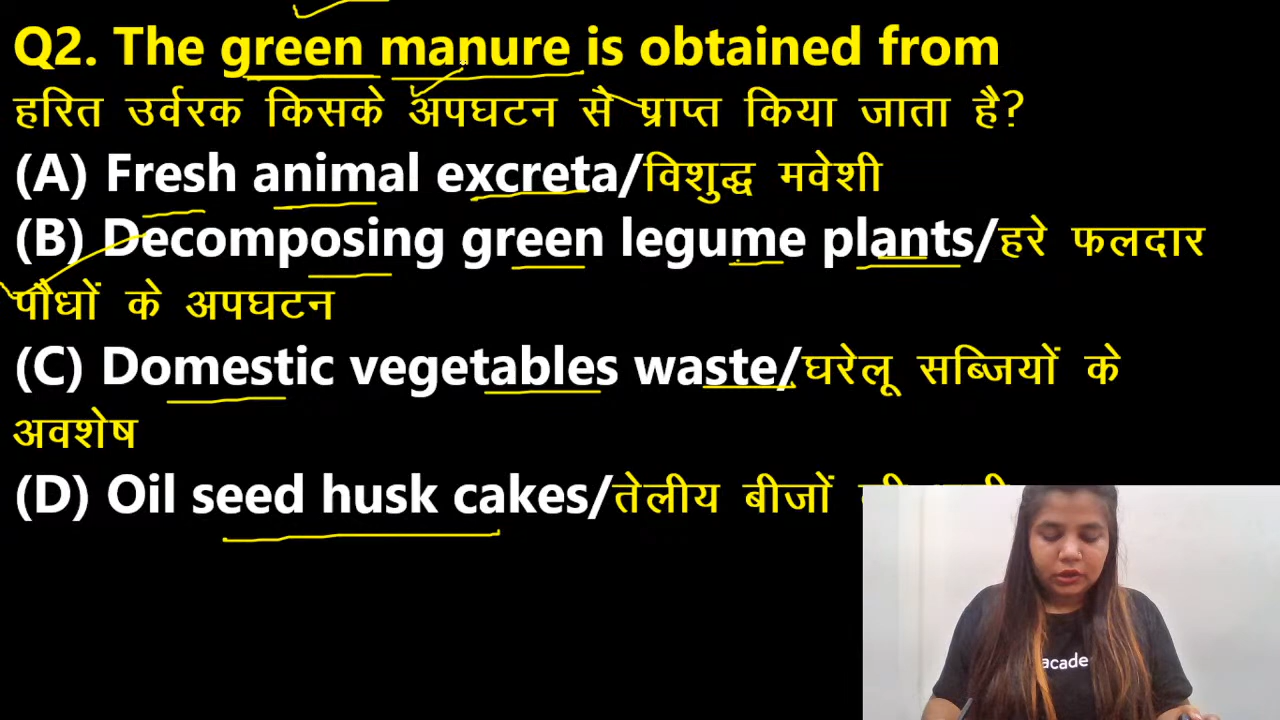 Q2. The green manure is obtained from
हरित उर्वरक किसके अपघटन से प्राप्त किया जाता है?
(A) Fresh animal excreta/विशुद्ध मवेशी
(B) Decomposing green legume plants/हरे फलदार
पौधों के अपघटन
(C) Domestic vegetables waste/घरेलू सब्जियों के
अवशेष
(D) Oil seed husk cakes/तेलीय बीजों
acade